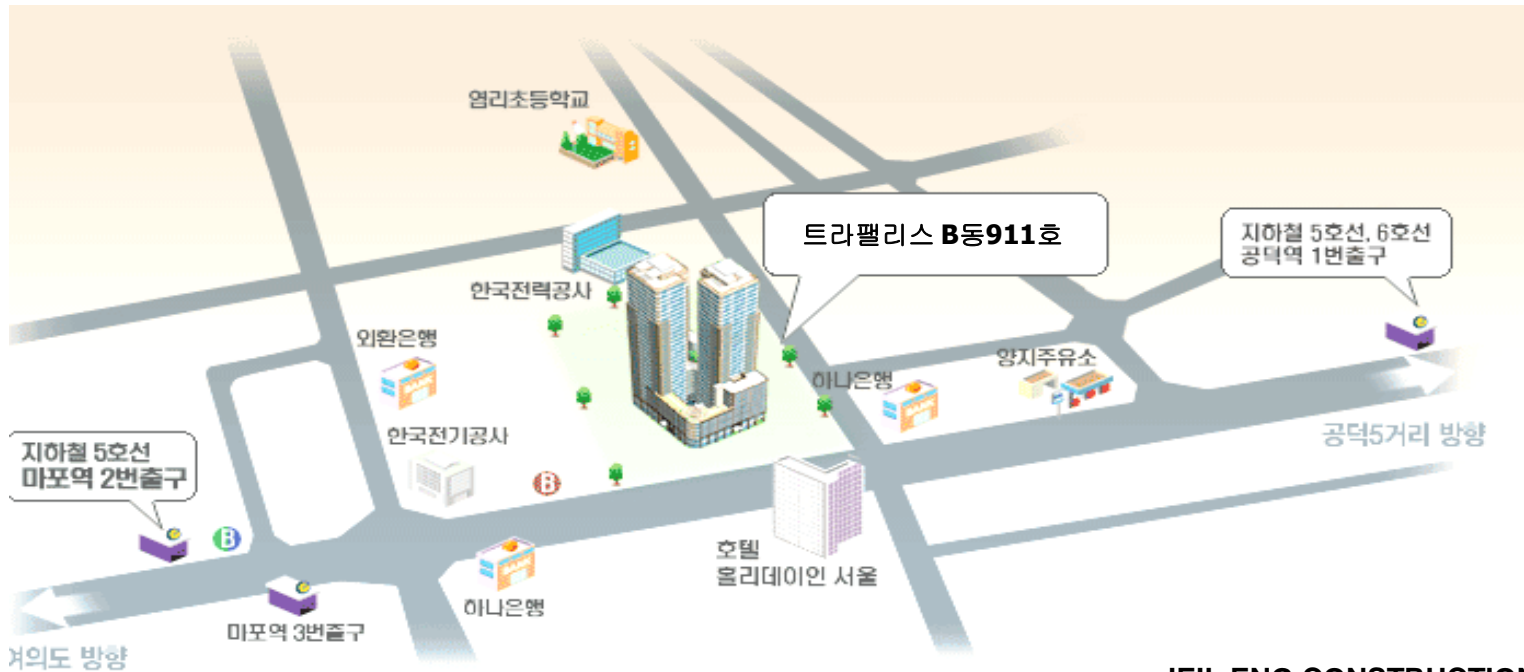 염리초등학교
트라팰리스 B동911호
지하철 5호선, 6호선
공덕역 1번출구
한국전력공사
외환은행
양지주유소
하나은행
공덕5거리 방향
한국전기공사
지하철 5호선
마포역 2번출구
B
B
호텔
홀리데이인 서울
하나은행
마포역 3번출구
여의도 방향